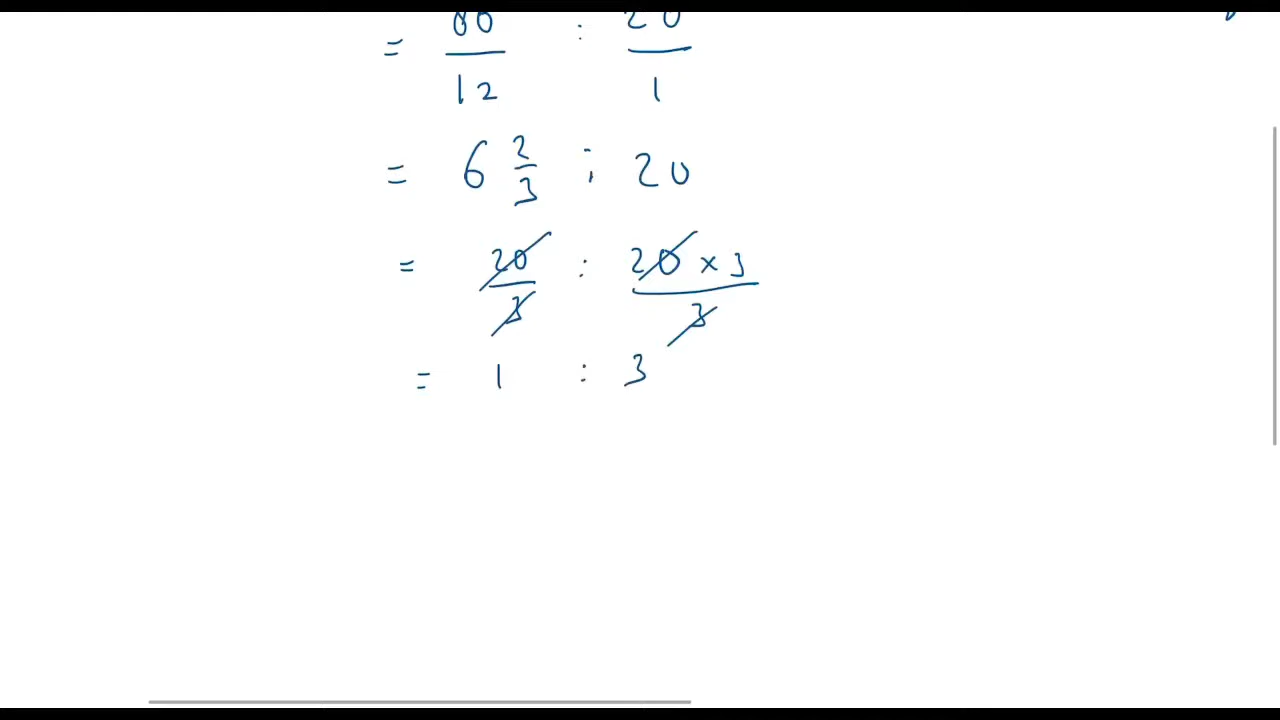 = 80/12 : 20/1
= 6 2/3 : 20
= 20/3 : 20 × 3/3
= 1 : 3